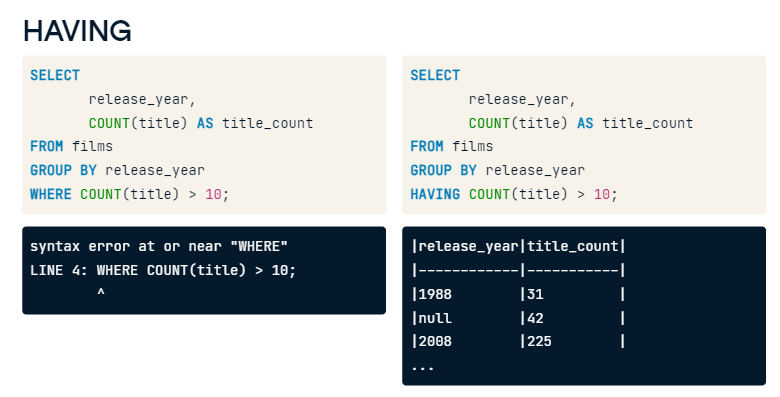 HAVING
SELECT
release_year,
COUNT(title) AS title_count
FROM films
GROUP BY release_year
WHERE COUNT(title) > 10;
syntax error at or near "WHERE"
LINE 4: WHERE COUNT(title) > 10;
^
SELECT
release_year,
COUNT(title) AS title_count
FROM films
GROUP BY release_year
HAVING COUNT(title) > 10;
|release_year|title_count|
|------------|-----------|
|1988        |31         |
|null        |42         |
|2008        |225        |
...